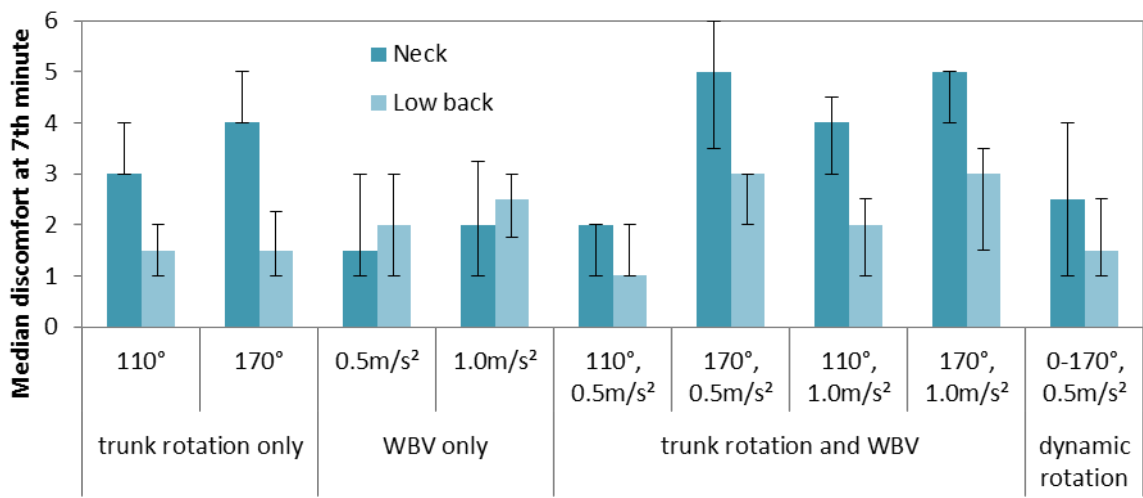 Median discomfort at 7th minute
6
5
4
3
2
1
0
Neck
Low back
110°
170°
0.5m/s²
1.0m/s²
110°,
0.5m/s²
170°,
0.5m/s²
110°,
1.0m/s²
170°,
1.0m/s²
0-170°,
0.5m/s²
trunk rotation only
WBV only
trunk rotation and WBV
dynamic
rotation